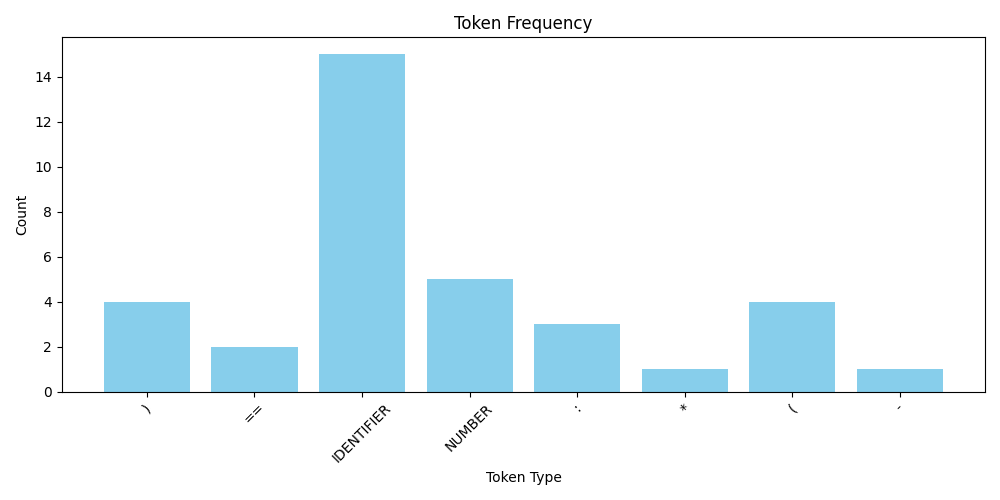 Token Frequency
Count
14
12
10
8
6
4
2
0
)
==
IDENTIFIER
NUMBER
:
*
(
-
Token Type